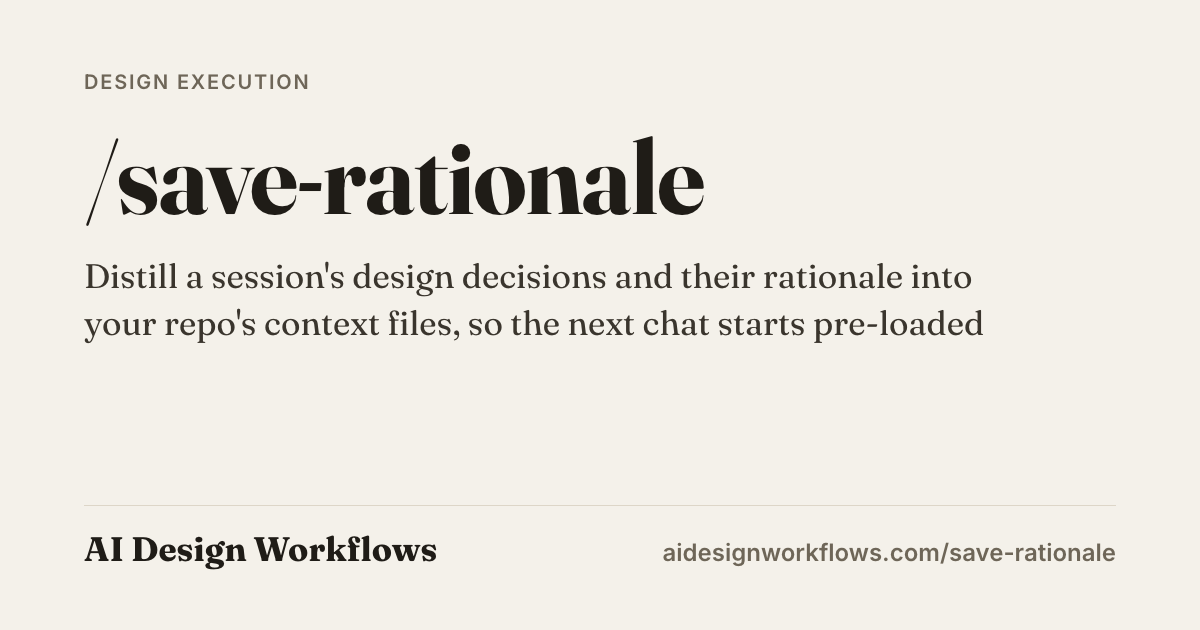 DESIGN EXECUTION
/save-rationale
Distill a session's design decisions and their rationale into
your repo's context files, so the next chat starts pre-loaded
AI Design Workflows
aidesignworkflows.com/save-rationale